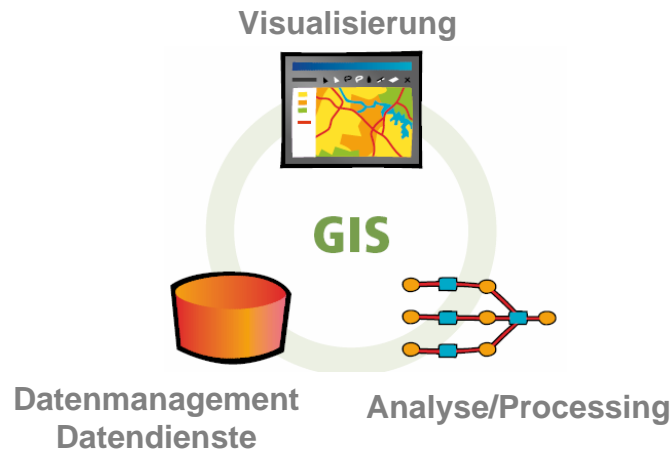 Visualisierung
GIS
Datenmanagement
Datendienste
Analyse/Processing